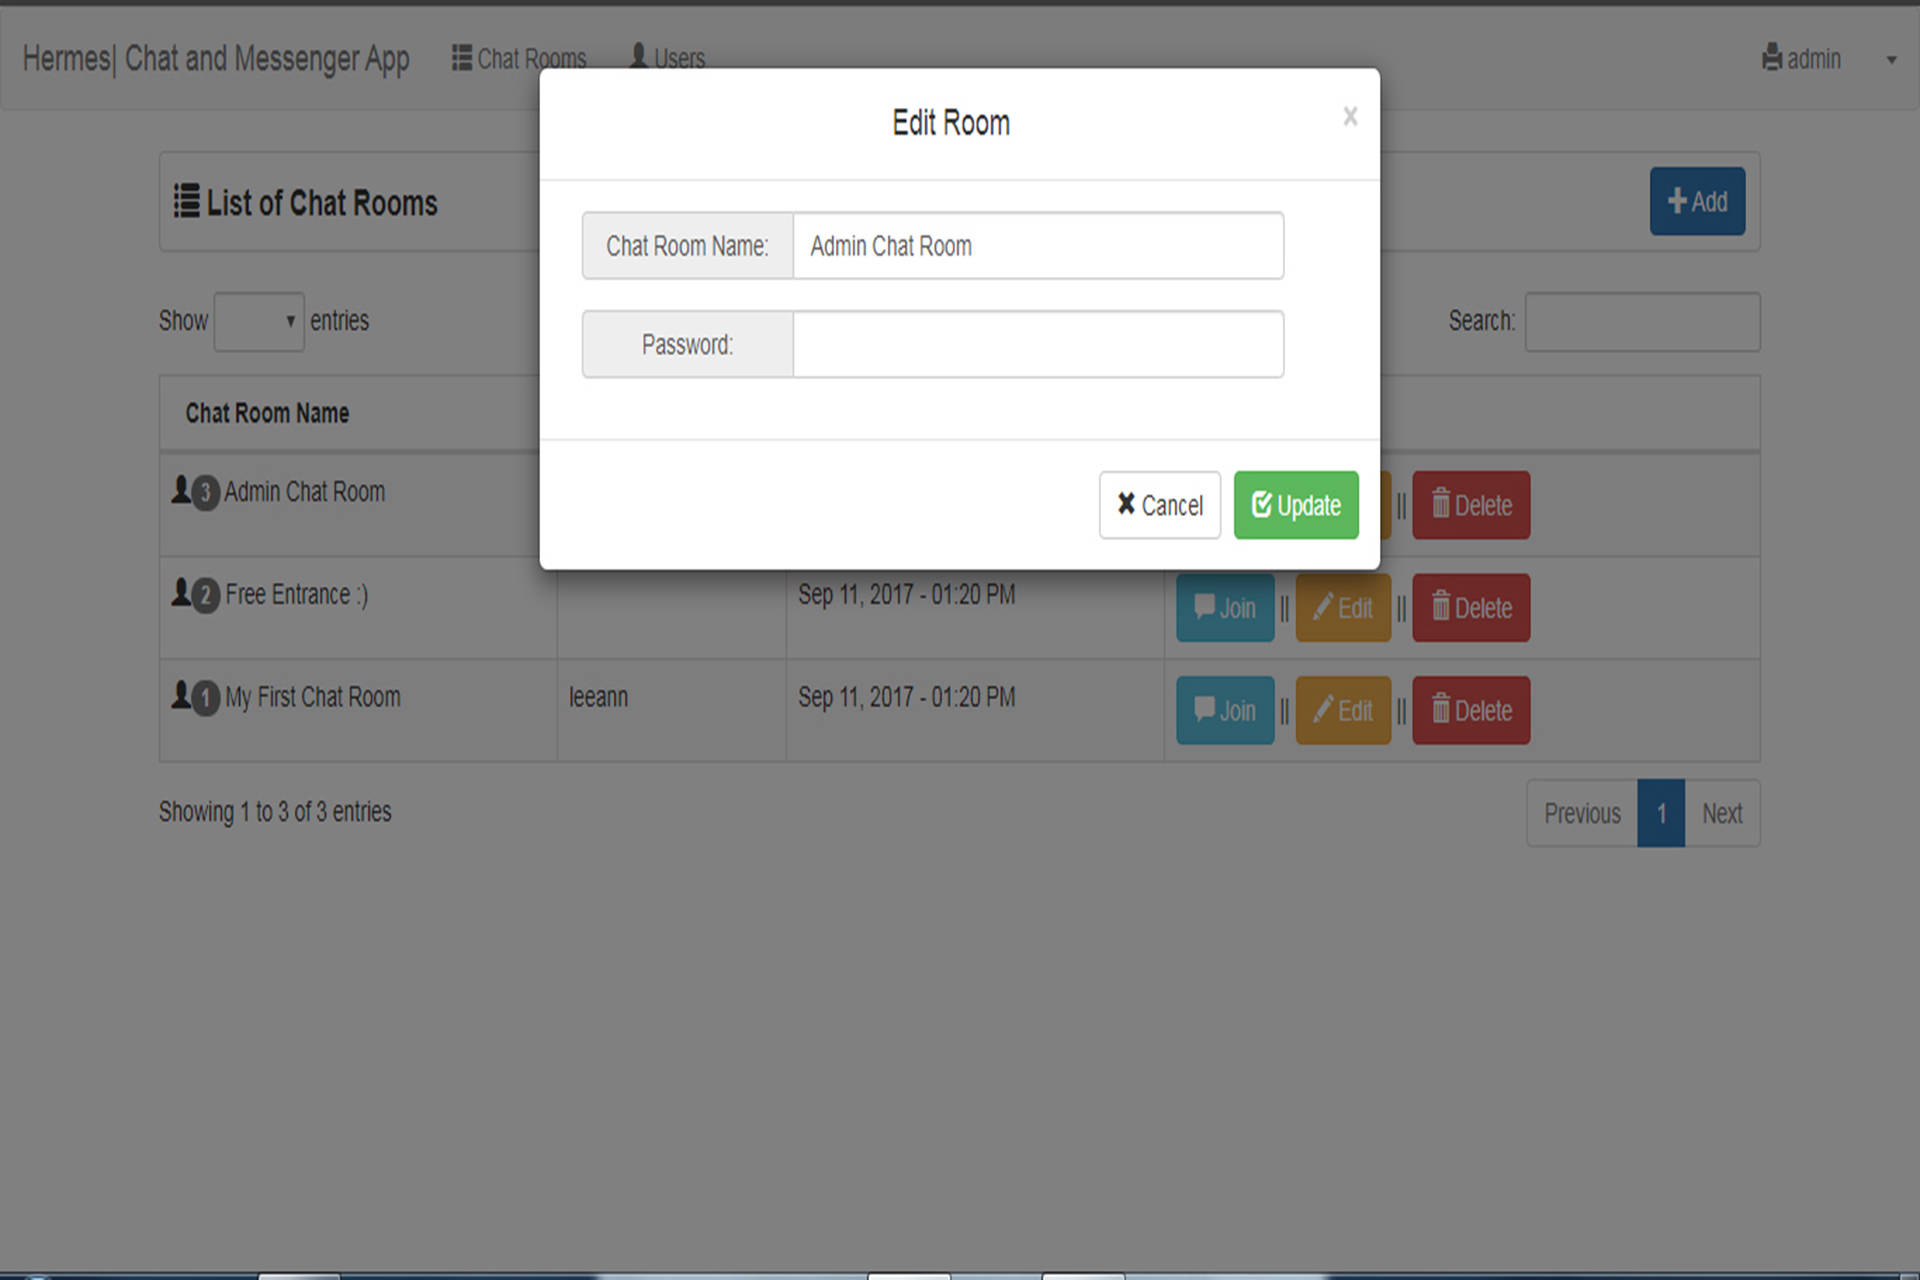 Hermes| Chat and Messenger App Chat Rooms Users admin
Edit Room ×
List of Chat Rooms Add
Chat Room Name: Admin Chat Room
Password:
Show entries Search:
Chat Room Name
3 Admin Chat Room || Delete
Cancel Update
2 Free Entrance :) Sep 11, 2017 - 01:20 PM Join || Edit || Delete
1 My First Chat Room leeann Sep 11, 2017 - 01:20 PM Join || Edit || Delete
Showing 1 to 3 of 3 entries Previous 1 Next